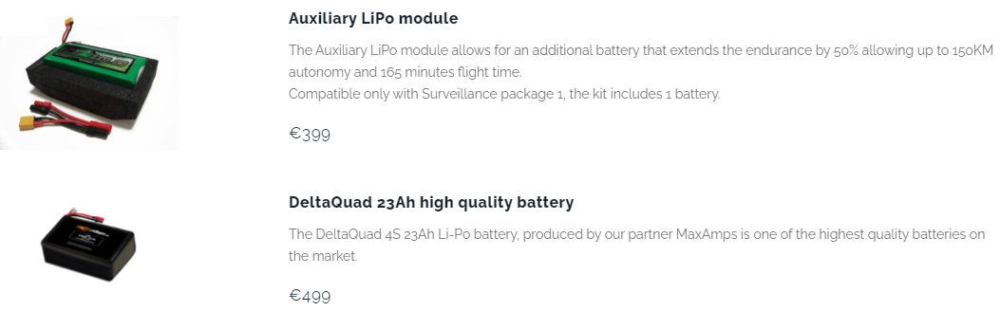 Auxiliary LiPo module
The Auxiliary LiPo module allows for an additional battery that extends the endurance by 50% allowing up to 150KM
autonomy and 165 minutes flight time.
Compatible only with Surveillance package 1, the kit includes 1 battery.
€399
DeltaQuad 23Ah high quality battery
The DeltaQuad 4S 23Ah Li-Po battery, produced by our partner MaxAmps is one of the highest quality batteries on
the market.
€499